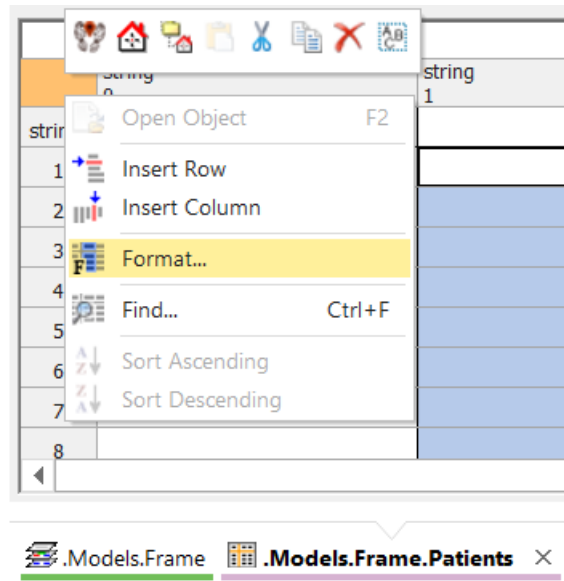 string
string
0
1
strin
Open Object F2
1 Insert Row
2 Insert Column
3 Format...
4 Find... Ctrl+F
5
6 Sort Ascending
7 Sort Descending
8
.Models.Frame .Models.Frame.Patients